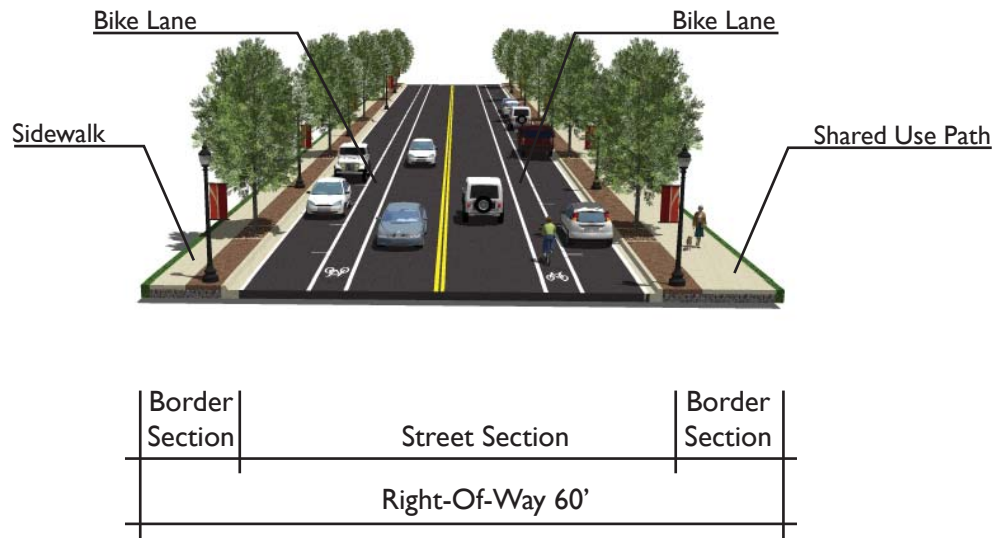 Bike Lane
Bike Lane
Sidewalk
Shared Use Path
Border
Section
Street Section
Border
Section
Right-Of-Way 60’